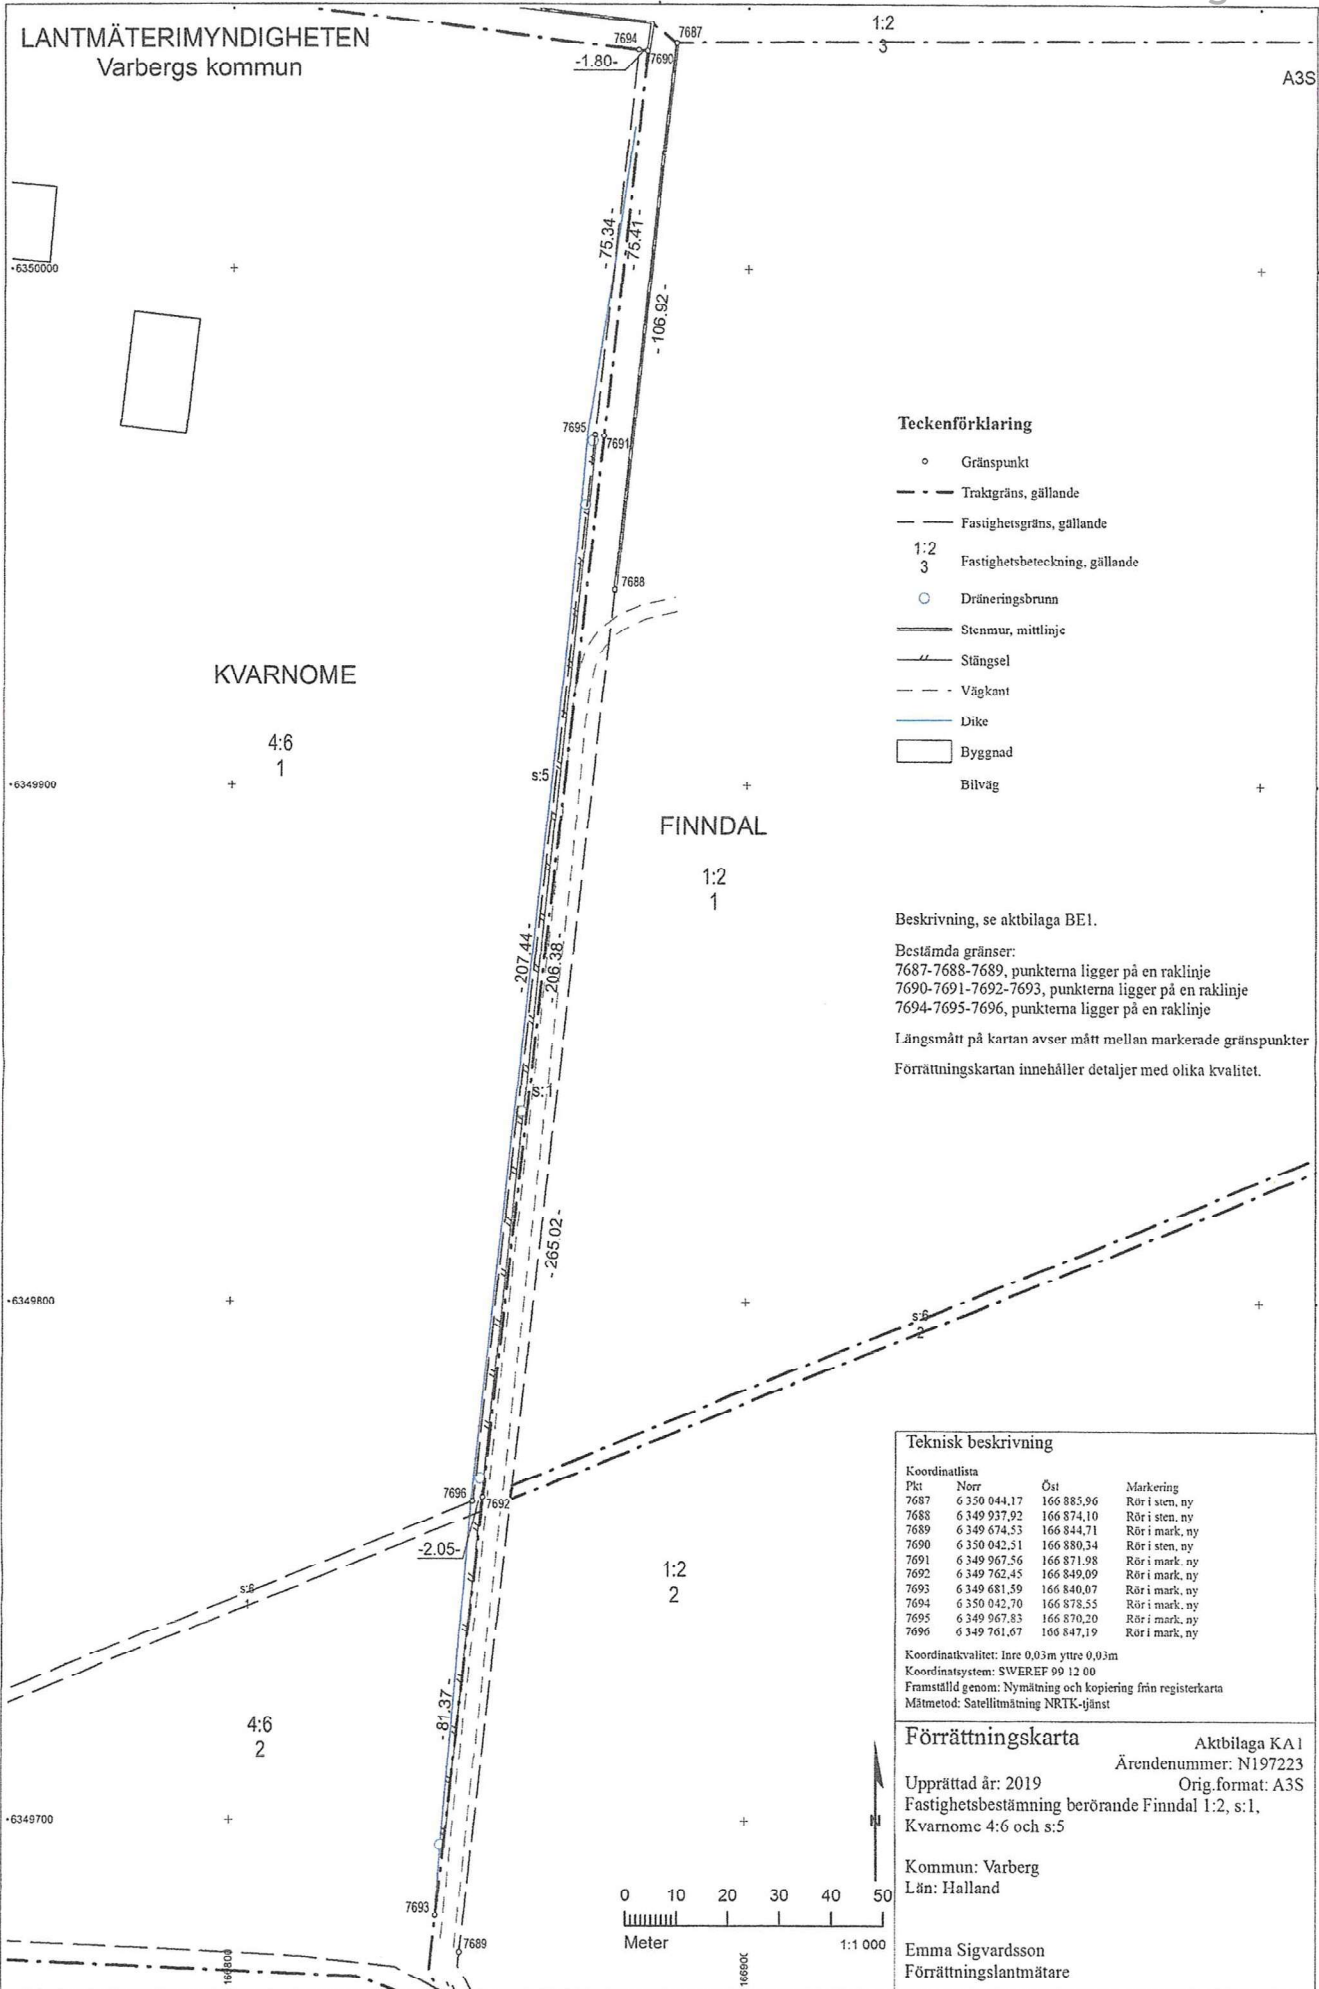 LANTMÄTERIMYNDIGHETEN
Varbergs kommun
1:2
3
A3S
7694
7687
7690
-1.80-
-75.34-
-75.41-
-106.92-
6350000
7695
7691
7688
Teckenförklaring
Gränspunkt
Traktgräns, gällande
Fastighetsgräns, gällande
1:2
3
Fastighetsbeteckning, gällande
Dräneringsbrunn
Stenmur, mittlinje
Stängsel
Vägkant
Dike
Byggnad
Bilväg
KVARNOME
4:6
1
s:5
6349900
FINNDAL
1:2
1
-207.44-
-206.38-
Beskrivning, se aktbilaga BE1.
Bestämda gränser:
7687-7688-7689, punkterna ligger på en raklinje
7690-7691-7692-7693, punkterna ligger på en raklinje
7694-7695-7696, punkterna ligger på en raklinje
Längsmått på kartan avser mått mellan markerade gränspunkter
Förrättningskartan innehåller detaljer med olika kvalitet.
s:1
-265.02-
6349800
s:6
2
7696
7692
-2.05-
s:6
1
1:2
2
-81.37-
4:6
2
6349700
7693
7689
166800
166900
Teknisk beskrivning
Koordinatlista
Pkt Norr Öst Markering
7687 6 350 044,17 166 885,96 Rör i sten, ny
7688 6 349 937,92 166 874,10 Rör i sten, ny
7689 6 349 674,53 166 844,71 Rör i mark, ny
7690 6 350 042,51 166 880,34 Rör i sten, ny
7691 6 349 967,56 166 871,98 Rör i mark, ny
7692 6 349 762,45 166 849,09 Rör i mark, ny
7693 6 349 681,59 166 840,07 Rör i mark, ny
7694 6 350 042,70 166 878,55 Rör i mark, ny
7695 6 349 967,83 166 870,20 Rör i mark, ny
7696 6 349 761,67 166 847,19 Rör i mark, ny
Koordinatkvalitet: Inre 0,03m yttre 0,03m
Koordinatsystem: SWEREF 99 12 00
Framställd genom: Nymätning och kopiering från registerkarta
Mätmetod: Satellitmätning NRTK-tjänst
Förrättningskarta
Aktbilaga KA1
Ärendenummer: N197223
Upprättad år: 2019 Orig.format: A3S
Fastighetsbestämning berörande Finndal 1:2, s:1,
Kvarnome 4:6 och s:5
Kommun: Varberg
Län: Halland
Emma Sigvardsson
Förrättningslantmätare
N
0 10 20 30 40 50
Meter 1:1 000